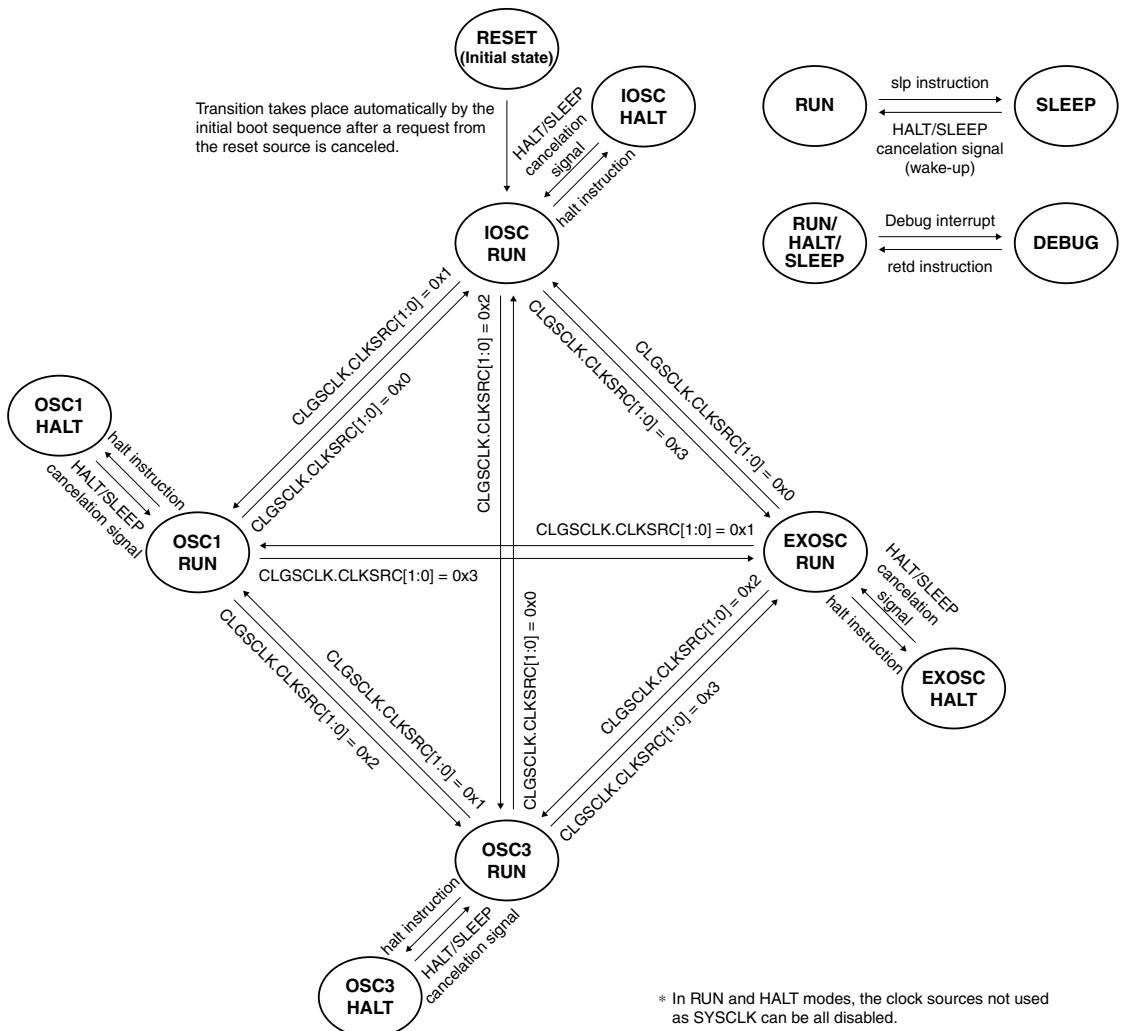 RESET
(Initial state)
Transition takes place automatically by the
initial boot sequence after a request from
the reset source is canceled.
IOSC
HALT
HALT/SLEEP
cancelation
signal
halt instruction
IOSC
RUN
RUN
slp instruction
SLEEP
HALT/SLEEP
cancelation signal
(wake-up)
RUN/
HALT/
SLEEP
Debug interrupt
DEBUG
retd instruction
CLGSCLK.CLKSRC[1:0] = 0x1
CLGSCLK.CLKSRC[1:0] = 0x0
CLGSCLK.CLKSRC[1:0] = 0x2
CLGSCLK.CLKSRC[1:0] = 0x3
CLGSCLK.CLKSRC[1:0] = 0x0
OSC1
HALT
halt instruction
HALT/SLEEP
cancelation signal
OSC1
RUN
CLGSCLK.CLKSRC[1:0] = 0x1
CLGSCLK.CLKSRC[1:0] = 0x3
EXOSC
RUN
HALT/SLEEP
cancelation
signal
halt instruction
EXOSC
HALT
CLGSCLK.CLKSRC[1:0] = 0x2
CLGSCLK.CLKSRC[1:0] = 0x1
CLGSCLK.CLKSRC[1:0] = 0x0
CLGSCLK.CLKSRC[1:0] = 0x2
CLGSCLK.CLKSRC[1:0] = 0x3
OSC3
RUN
halt instruction
HALT/SLEEP
cancelation signal
OSC3
HALT
* In RUN and HALT modes, the clock sources not used
as SYSCLK can be all disabled.